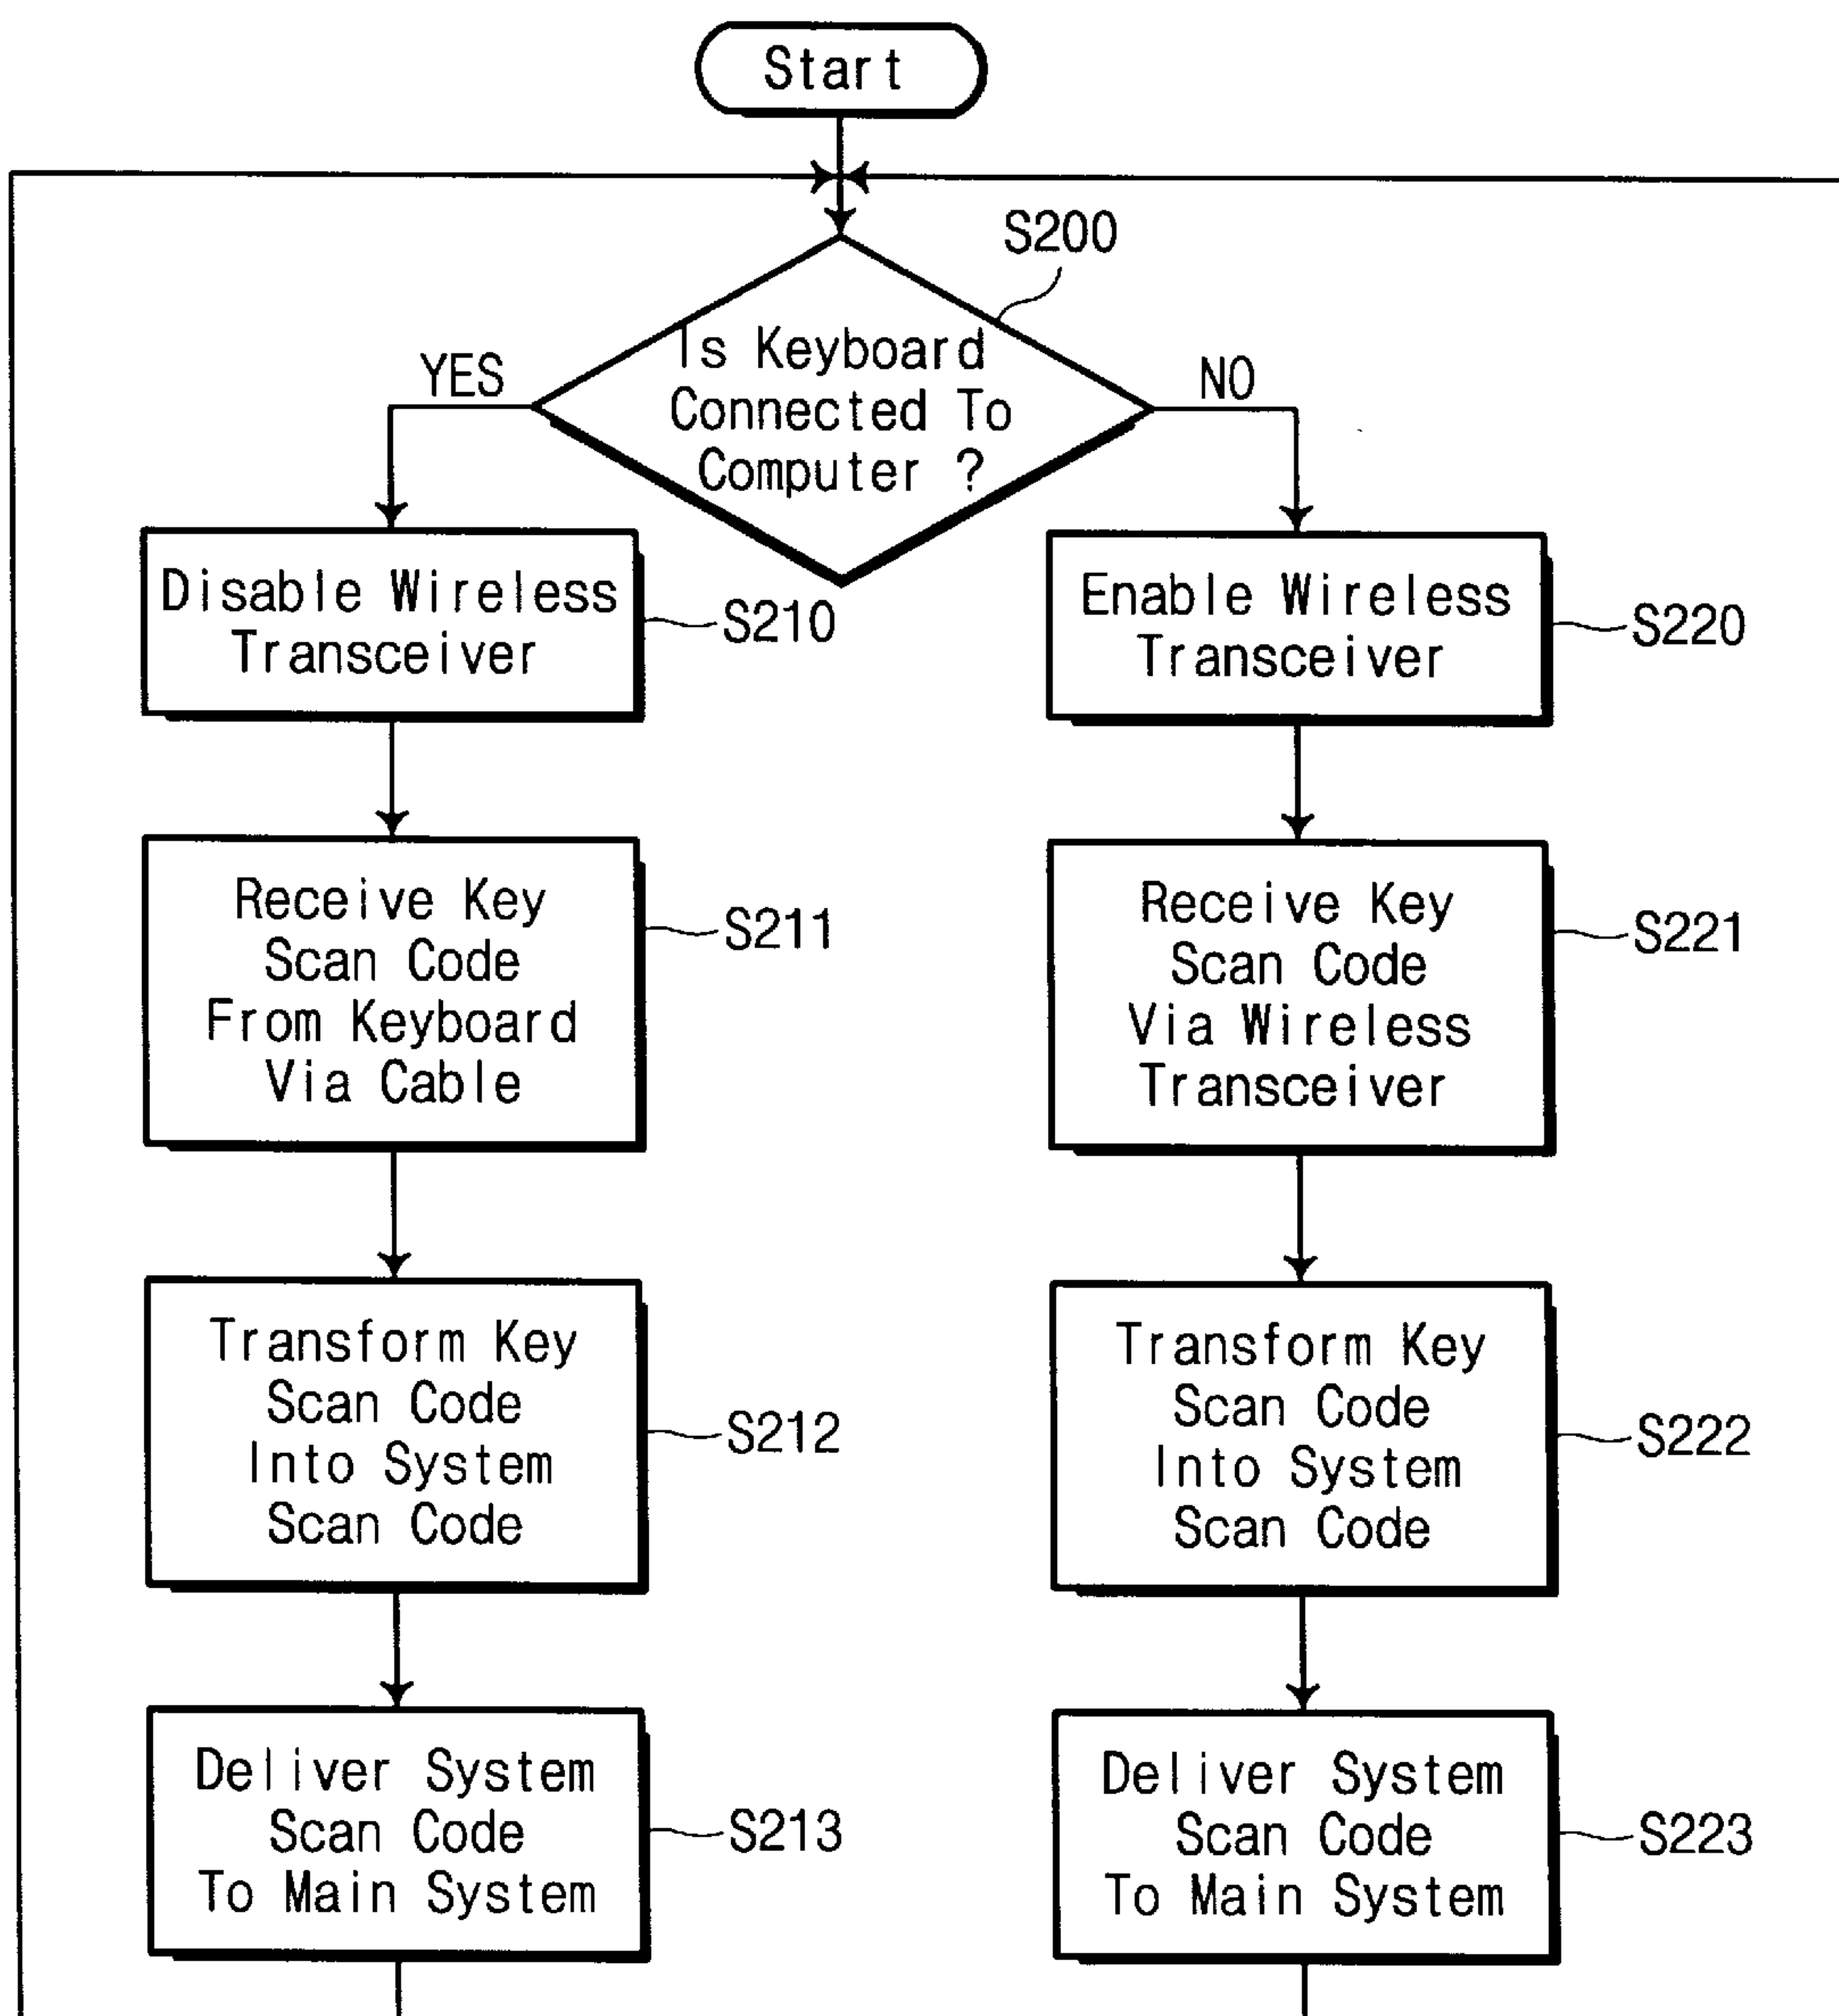 Start
S200
Is Keyboard
Connected To
Computer ?
YES
NO
Disable Wireless
Transceiver
S210
Enable Wireless
Transceiver
S220
Receive Key
Scan Code
From Keyboard
Via Cable
S211
Receive Key
Scan Code
Via Wireless
Transceiver
S221
Transform Key
Scan Code
Into System
Scan Code
S212
Transform Key
Scan Code
Into System
Scan Code
S222
Deliver System
Scan Code
To Main System
S213
Deliver System
Scan Code
To Main System
S223